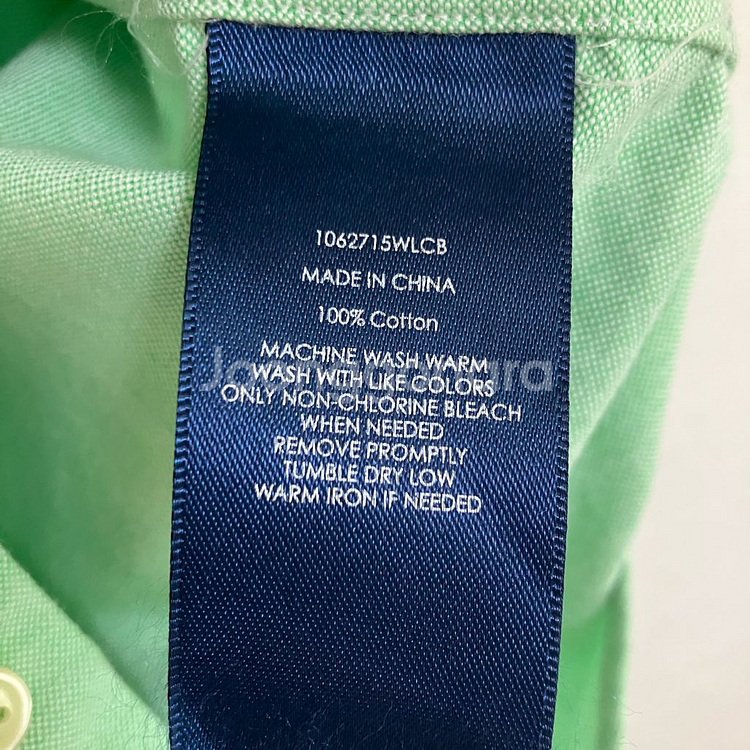 1062715WLCB
MADE IN CHINA
100% Cotton
MACHINE WASH WARM
WASH WITH LIKE COLORS
ONLY NON-CHLORINE BLEACH
WHEN NEEDED
REMOVE PROMPTLY
TUMBLE DRY LOW
WARM IRON IF NEEDED